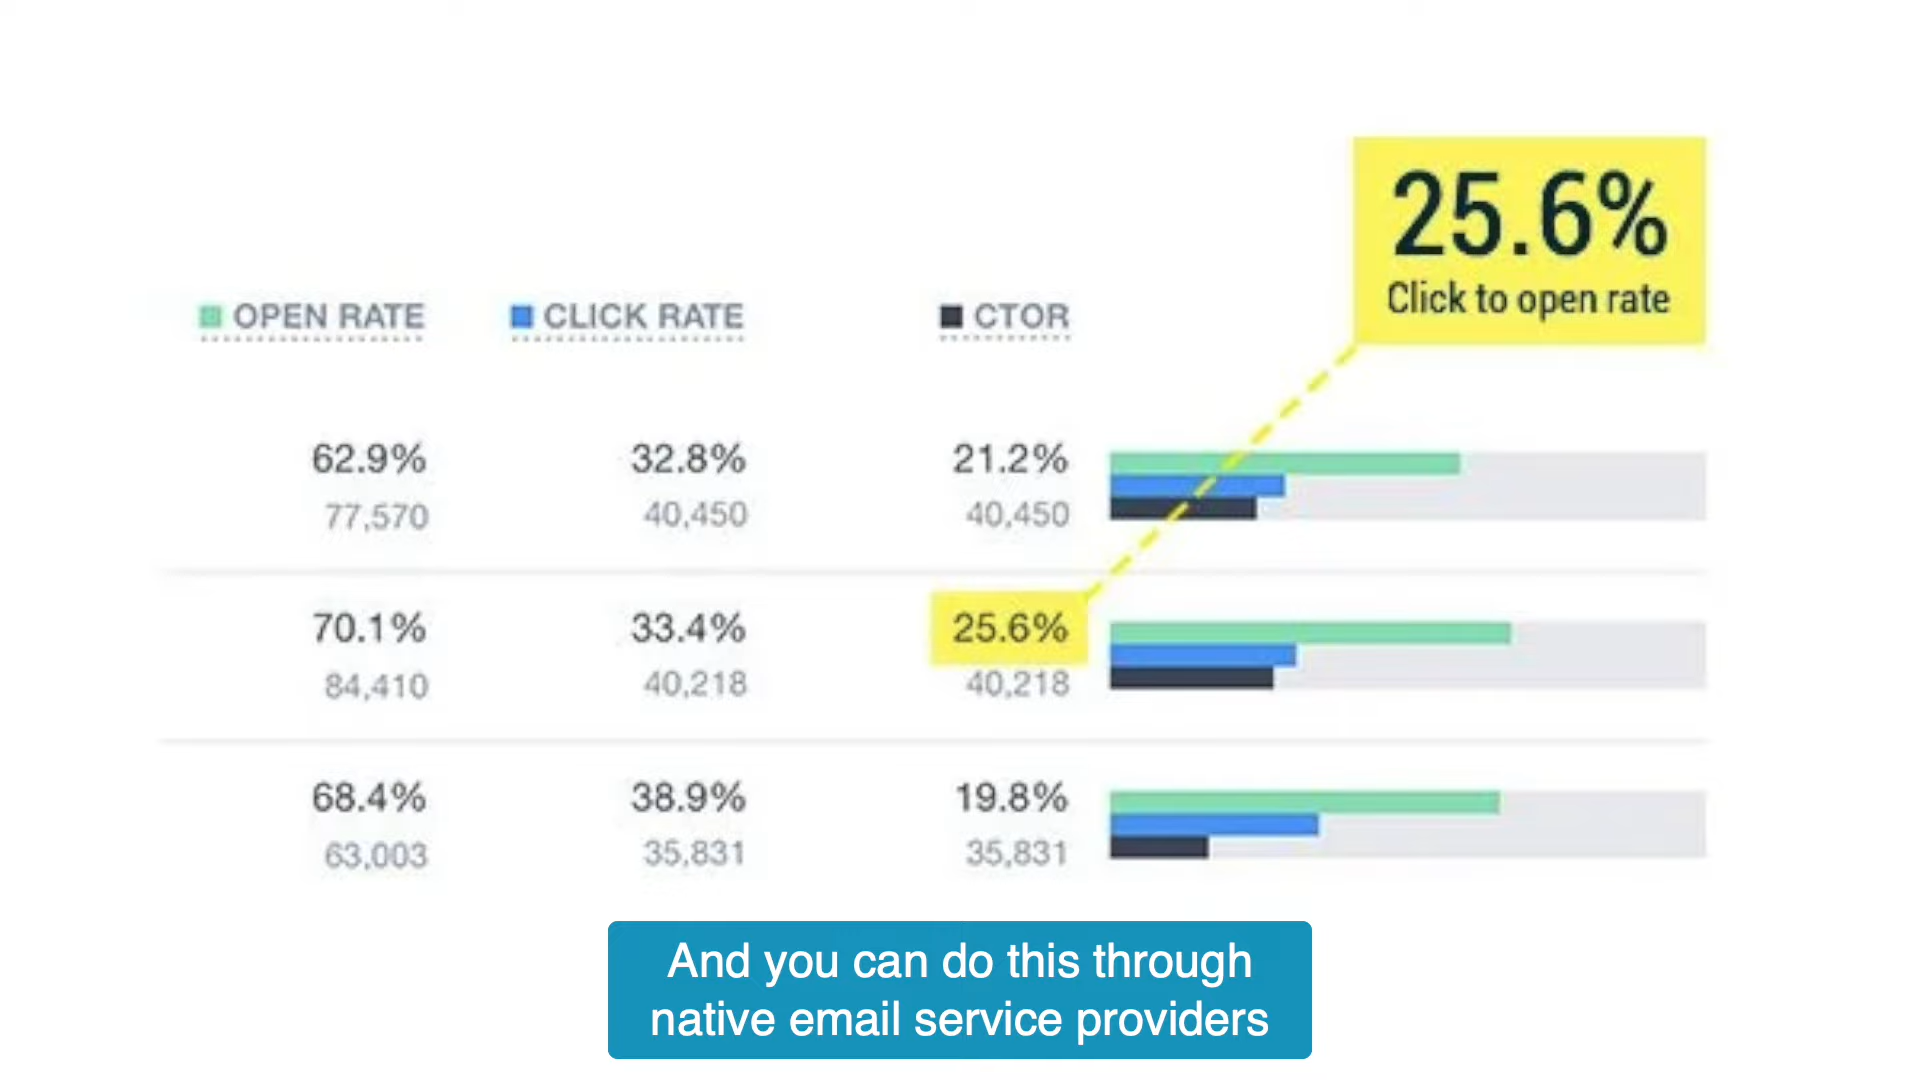 25.6%
Click to open rate
OPEN RATE CLICK RATE CTOR
62.9% 32.8% 21.2%
77,570 40,450 40,450
70.1% 33.4% 25.6%
84,410 40,218 40,218
68.4% 38.9% 19.8%
63,003 35,831 35,831
And you can do this through
native email service providers